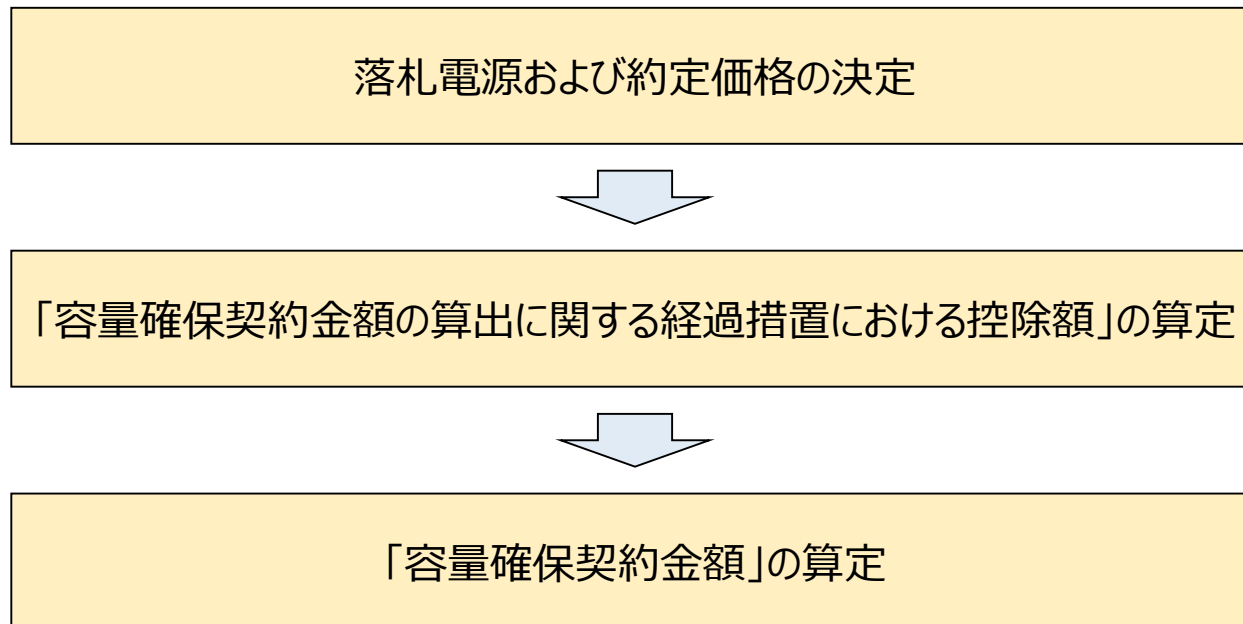 落札電源および約定価格の決定
「容量確保契約金額の算出に関する経過措置における控除額」の算定
「容量確保契約金額」の算定